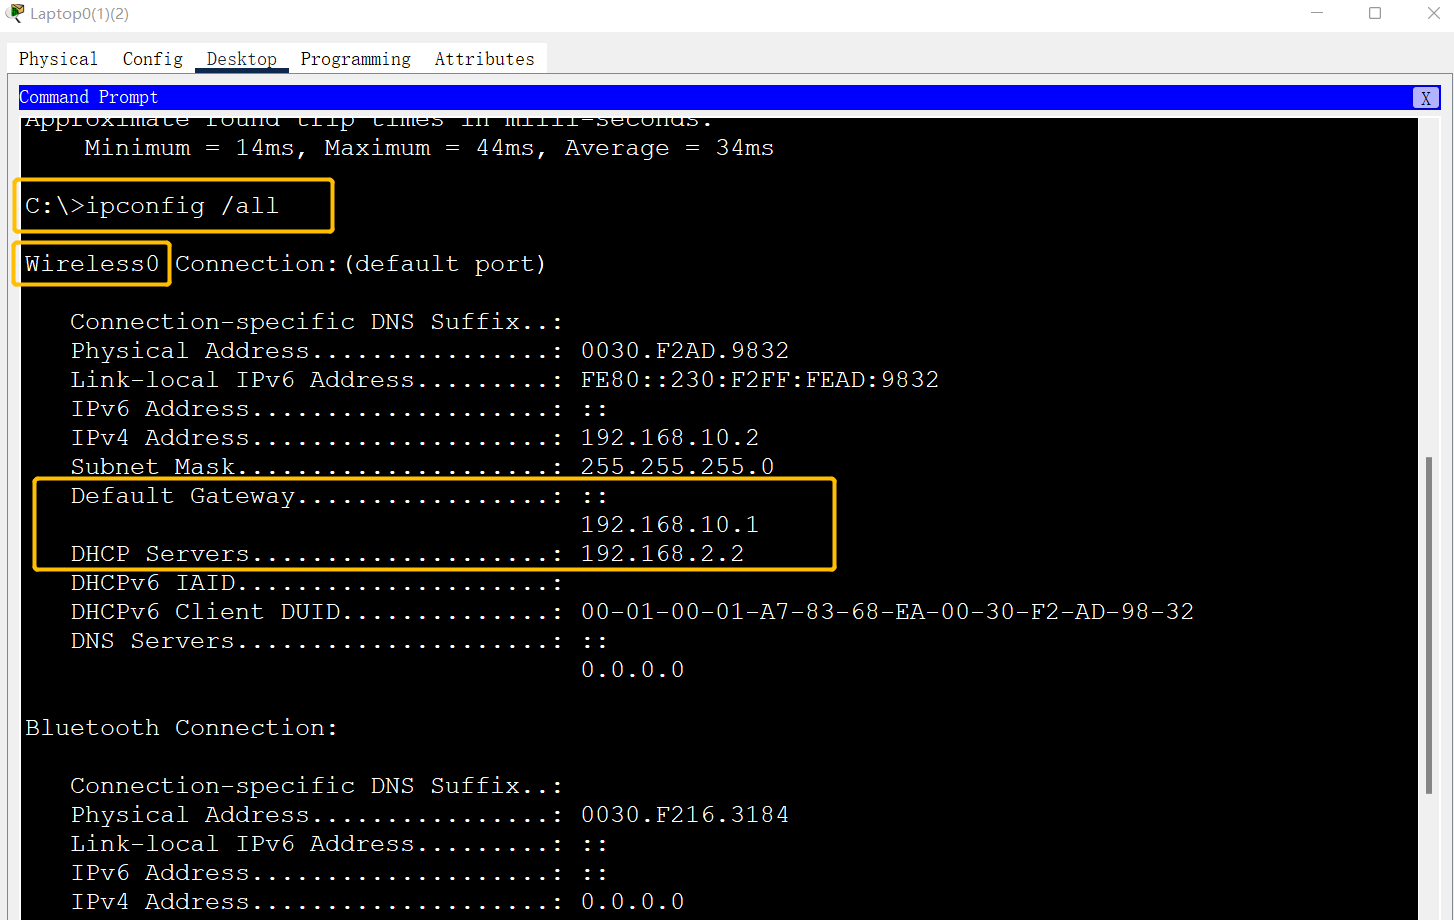 Laptop0(1)(2)
Physical Config Desktop Programming Attributes
Command Prompt X
Approximate round trip times in milli-seconds:
Minimum = 14ms, Maximum = 44ms, Average = 34ms
C:\>ipconfig /all
Wireless0 Connection:(default port)
Connection-specific DNS Suffix..:
Physical Address................: 0030.F2AD.9832
Link-local IPv6 Address.........: FE80::230:F2FF:FEAD:9832
IPv6 Address....................: ::
IPv4 Address....................: 192.168.10.2
Subnet Mask.....................: 255.255.255.0
Default Gateway.................: ::
192.168.10.1
DHCP Servers....................: 192.168.2.2
DHCPv6 IAID.....................:
DHCPv6 Client DUID..............: 00-01-00-01-A7-83-68-EA-00-30-F2-AD-98-32
DNS Servers.....................: ::
0.0.0.0
Bluetooth Connection:
Connection-specific DNS Suffix..:
Physical Address................: 0030.F216.3184
Link-local IPv6 Address.........: ::
IPv6 Address....................: ::
IPv4 Address....................: 0.0.0.0